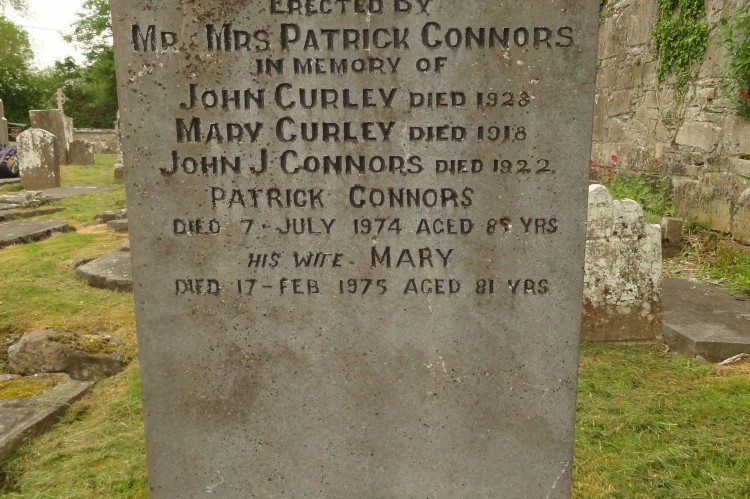 ERECTED BY
MR. MRS PATRICK CONNORS
IN MEMORY OF
JOHN CURLEY DIED 1928
MARY CURLEY DIED 1918
JOHN J CONNORS DIED 1922.
PATRICK CONNORS
DIED 7-JULY 1974 AGED 85 YRS
HIS WIFE. MARY
DIED 17-FEB 1975 AGED 81 YRS